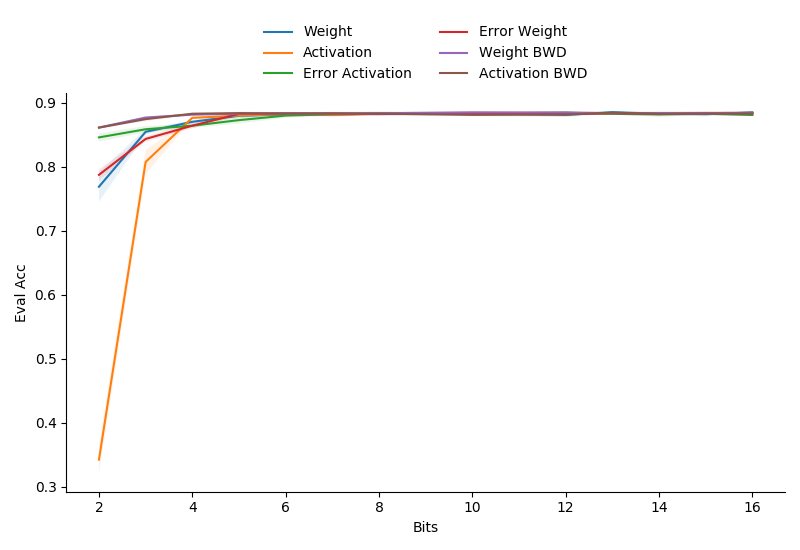 Weight
Activation
Error Activation
Error Weight
Weight BWD
Activation BWD
0.9
0.8
0.7
0.6
0.5
0.4
0.3
Eval Acc
2 4 6 8 10 12 14 16
Bits